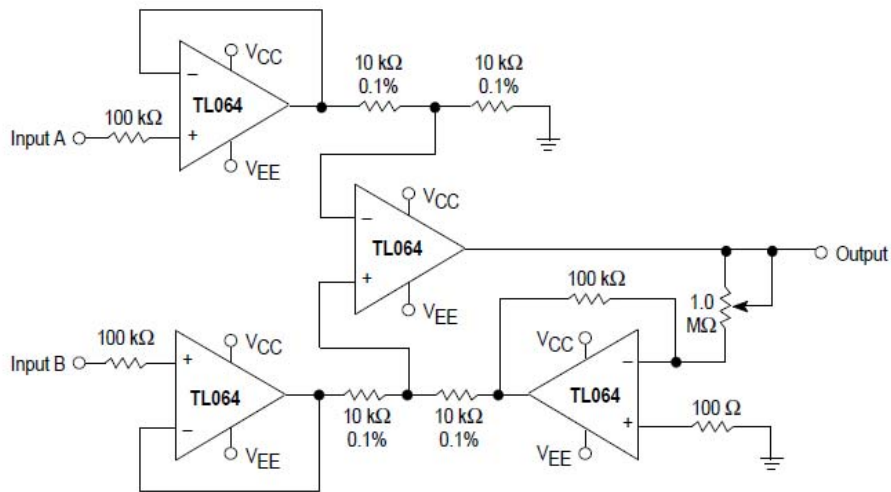 VCC
10 kΩ
0.1%
10 kΩ
0.1%
−
TL064
100 kΩ
Input A
+
VEE
VCC
−
TL064
Output
+
100 kΩ
1.0
MΩ
VEE
100 kΩ
VCC
VCC
Input B
+
−
TL064
TL064
100 Ω
−
10 kΩ
0.1%
10 kΩ
0.1%
+
VEE
VEE